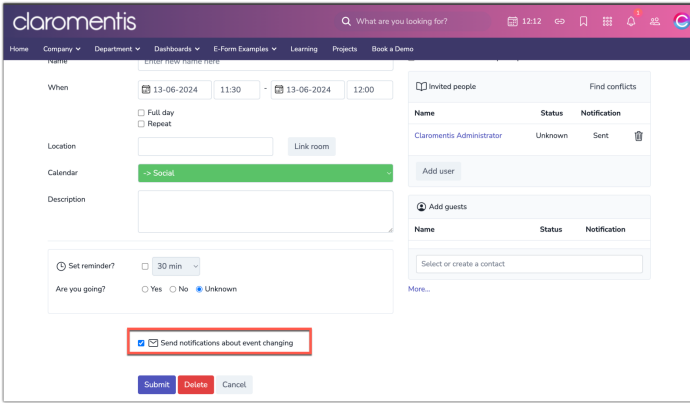 claromentis
What are you looking for?
12:12
1
Home Company Department Dashboards E-Form Examples Learning Projects Book a Demo
Name
Enter new name here
When
13-06-2024 11:30 - 13-06-2024 12:00
Full day
Repeat
Location
Link room
Calendar
-> Social
Description
Set reminder?
30 min
Are you going?
Yes No Unknown
Send notifications about event changing
Submit Delete Cancel
Invited people Find conflicts
Name Status Notification
Claromentis Administrator Unknown Sent
Add user
Add guests
Name Status Notification
Select or create a contact
More...